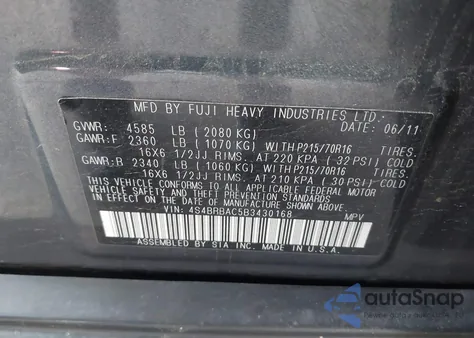 MFD BY FUJI HEAVY INDUSTRIES LTD.
DATE: 06/11
GVWR: 4585 LB (2080 KG)
GAWR:F 2360 LB (1070 KG) WITH P215/70R16
16X6 1/2JJ RIMS. AT 220 KPA (32 PSI) COLD TIRES.
GAWR:R 2340 LB (1060 KG) WITH P215/70R16
16X6 1/2JJ RIMS. AT 210 KPA (30 PSI) COLD TIRES.
THIS VEHICLE CONFORMS TO ALL APPLICABLE FEDERAL MOTOR
VEHICLE SAFETY AND THEFT PREVENTION STANDARDS IN EFFECT
ON THE DATE OF MANUFACTURE SHOWN ABOVE.
VIN: 4S4BRBAC5B3430168 MPV
ASSEMBLED BY SIA INC. MADE IN U.S.A.
autoSnap